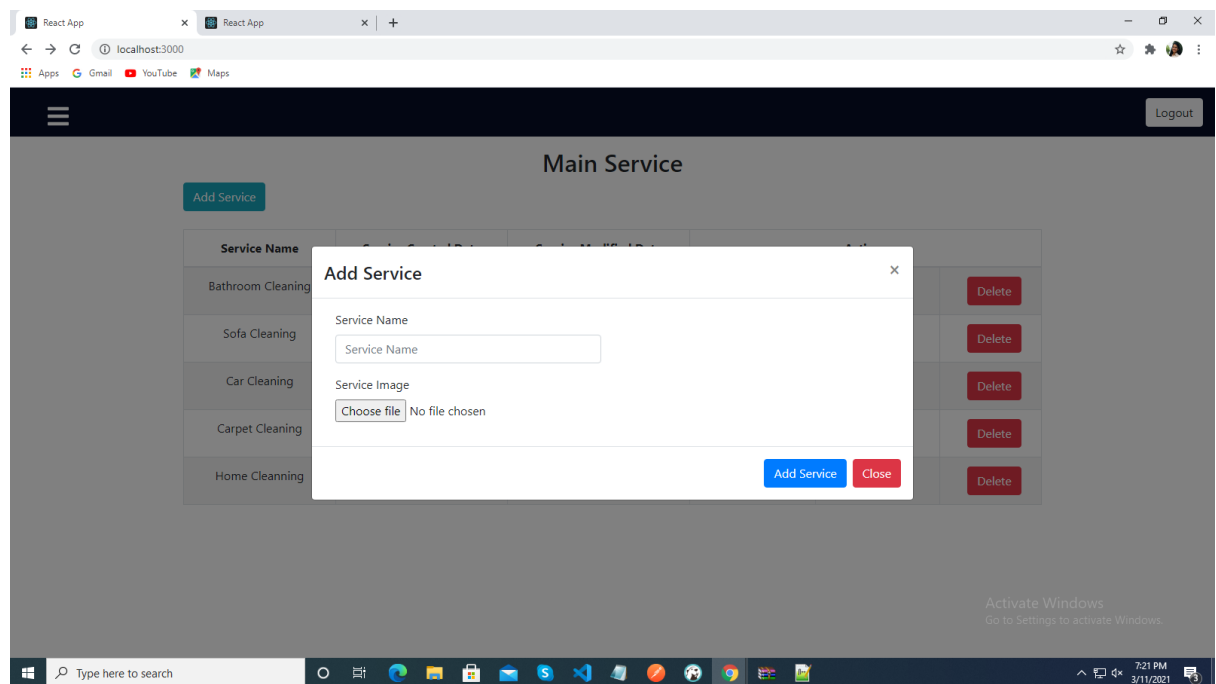 React App
React App
localhost:3000
Apps Gmail YouTube Maps
Logout
Main Service
Add Service
Service Name
Add Service ×
Bathroom Cleaning Delete
Service Name
Service Name
Sofa Cleaning Delete
Service Image
Car Cleaning Delete
Choose file No file chosen
Carpet Cleaning Delete
Add Service Close
Home Cleanning Delete
Activate Windows
Go to Settings to activate Windows.
Type here to search
7:21 PM
3/11/2021